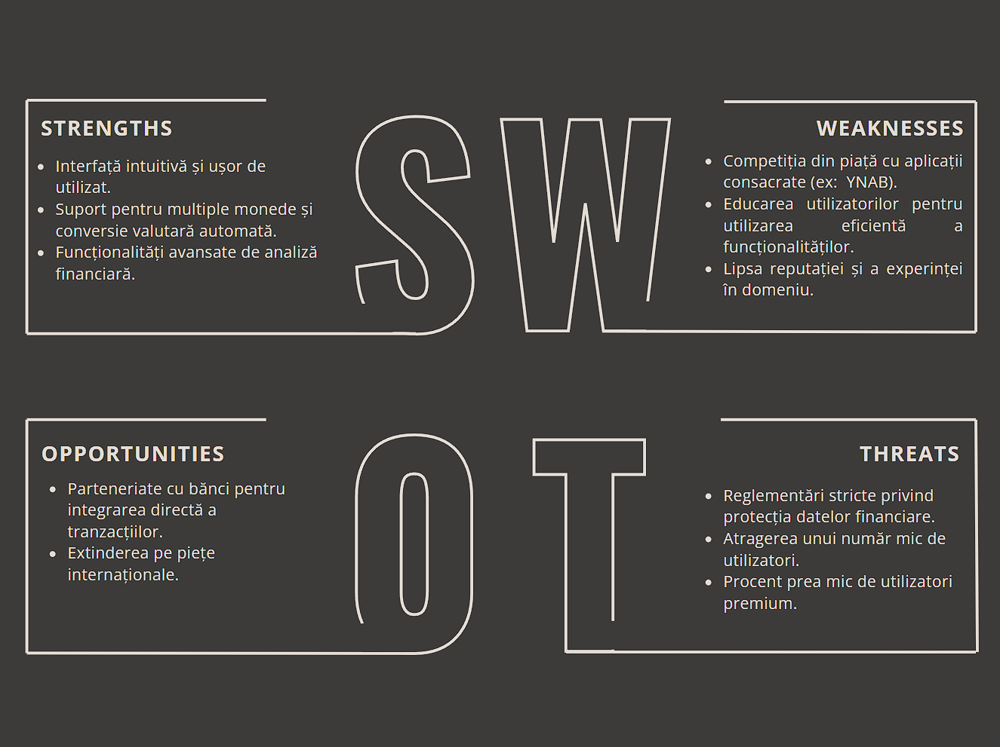 STRENGTHS
Interfață intuitivă și ușor de
utilizat.
Suport pentru multiple monede și
conversie valutară automată.
Funcționalități avansate de analiză
financiară.
S W
WEAKNESSES
Competiția din piață cu aplicații
consacrate (ex: YNAB).
Educarea utilizatorilor pentru
utilizarea eficientă a
funcționalităților.
Lipsa reputației și a experinței
în domeniu.
OPPORTUNITIES
Parteneriate cu bănci pentru
integrarea directă a
tranzacțiilor.
Extinderea pe piețe
internaționale.
O T
THREATS
Reglementări stricte privind
protecția datelor financiare.
Atragerea unui număr mic de
utilizatori.
Procent prea mic de utilizatori
premium.